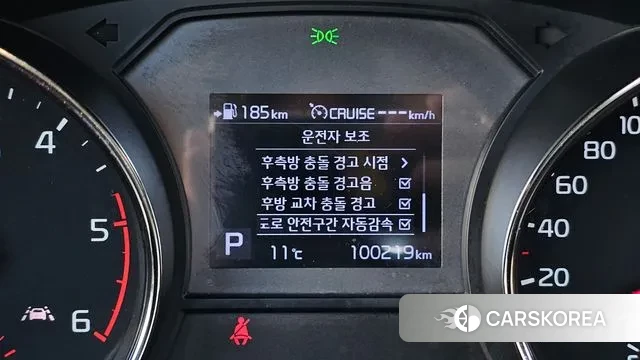 185km CRUISE---km/h
운전자 보조
후측방 충돌 경고 시점 >
후측방 충돌 경고음
후방 교차 충돌 경고
도로 안전구간 자동감속
P 11℃ 100219km
4
5
6
100
80
60
40
20
CARSKOREA